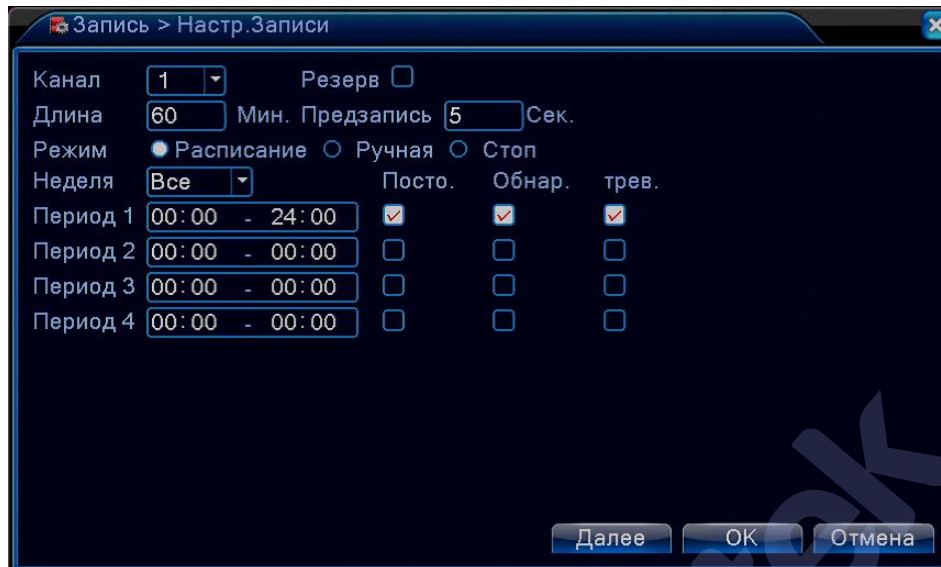 Запись > Настр.Записи
Канал 1 Резерв
Длина 60 Мин. Предзапись 5 Сек.
Режим Расписание Ручная Стоп
Неделя Все Посто. Обнар. трев.
Период 1 00:00 - 24:00
Период 2 00:00 - 00:00
Период 3 00:00 - 00:00
Период 4 00:00 - 00:00
Далее OK Отмена